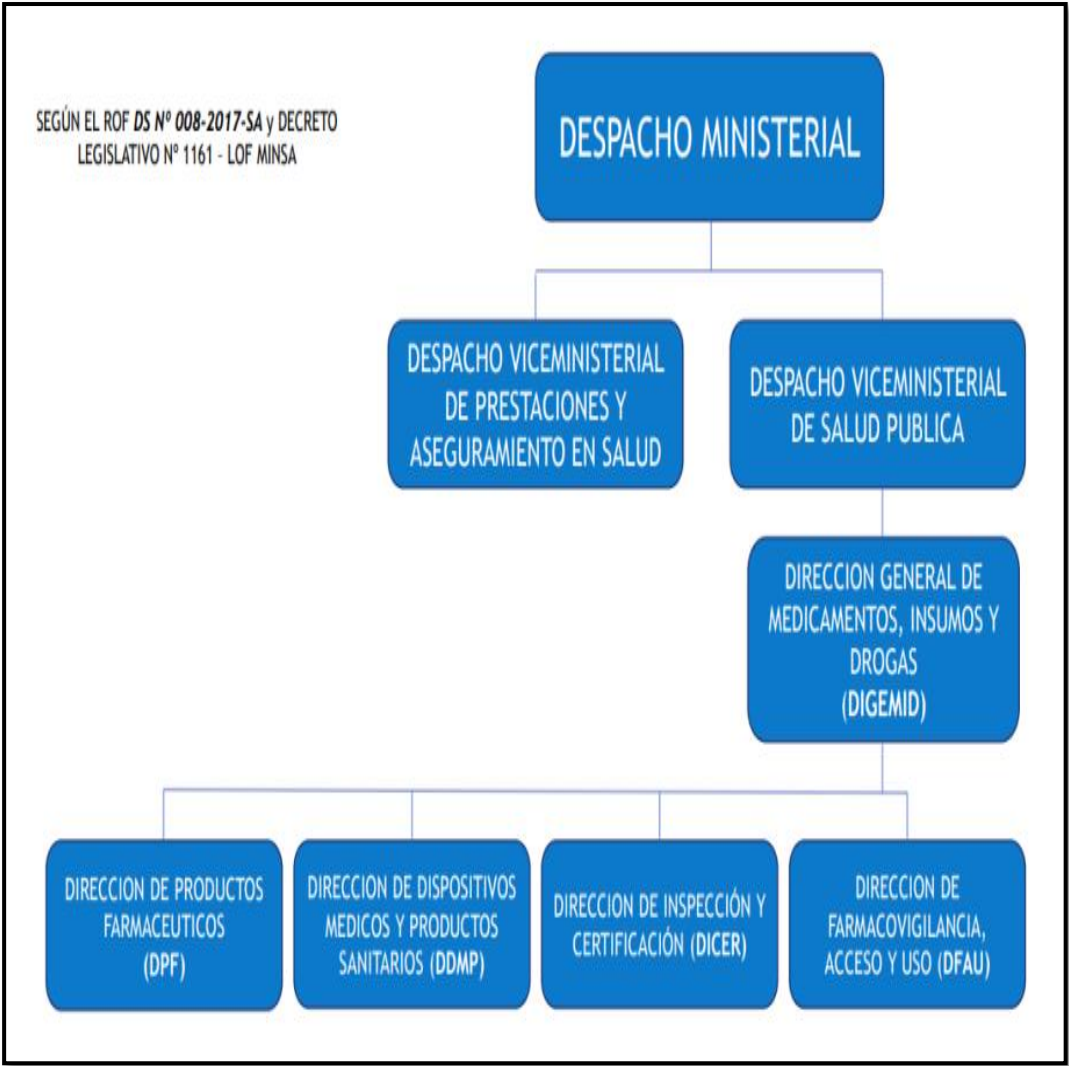 SEGÚN EL ROF DS Nº 008-2017-SA y DECRETO
LEGISLATIVO Nº 1161 - LOF MINSA
DESPACHO MINISTERIAL
DESPACHO VICEMINISTERIAL
DE PRESTACIONES Y
ASEGURAMIENTO EN SALUD
DESPACHO VICEMINISTERIAL
DE SALUD PUBLICA
DIRECCION GENERAL DE
MEDICAMENTOS, INSUMOS Y
DROGAS
(DIGEMID)
DIRECCION DE PRODUCTOS
FARMACEUTICOS
(DPF)
DIRECCION DE DISPOSITIVOS
MEDICOS Y PRODUCTOS
SANITARIOS (DDMP)
DIRECCION DE INSPECCIÓN Y
CERTIFICACIÓN (DICER)
DIRECCION DE
FARMACOVIGILANCIA,
ACCESO Y USO (DFAU)